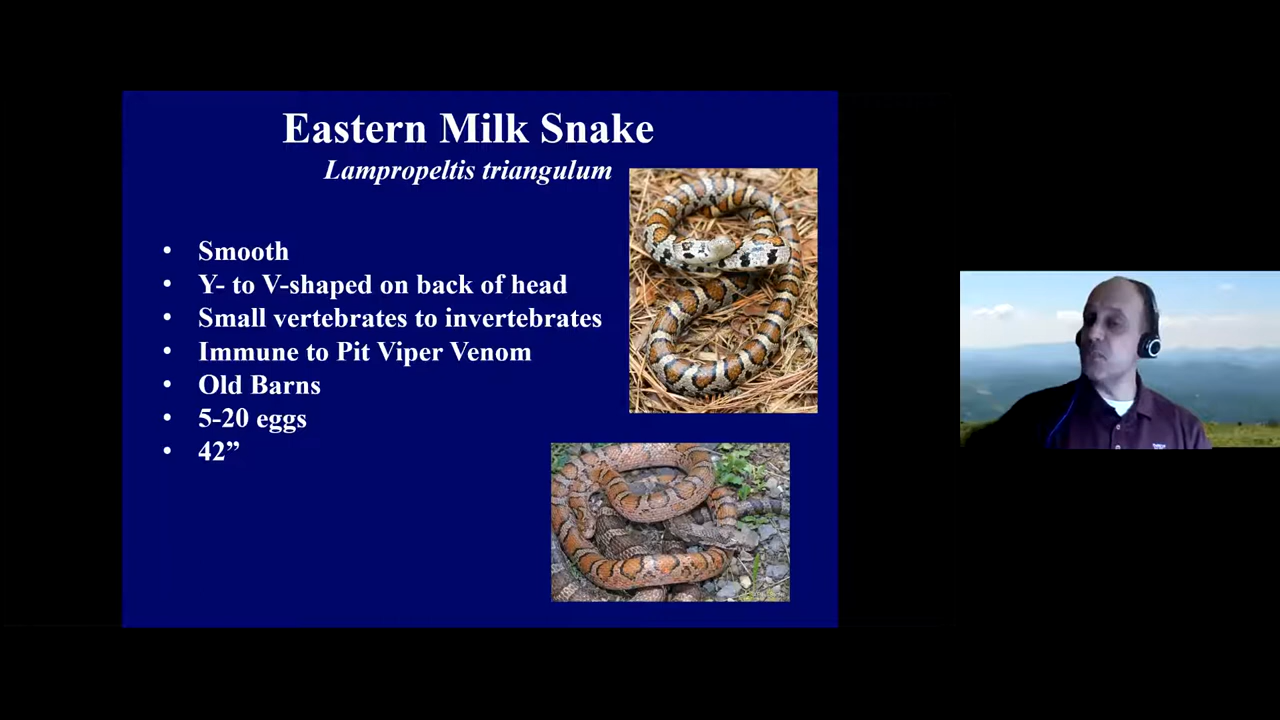 Eastern Milk Snake
Lampropeltis triangulum
• Smooth
• Y- to V-shaped on back of head
• Small vertebrates to invertebrates
• Immune to Pit Viper Venom
• Old Barns
• 5-20 eggs
• 42”